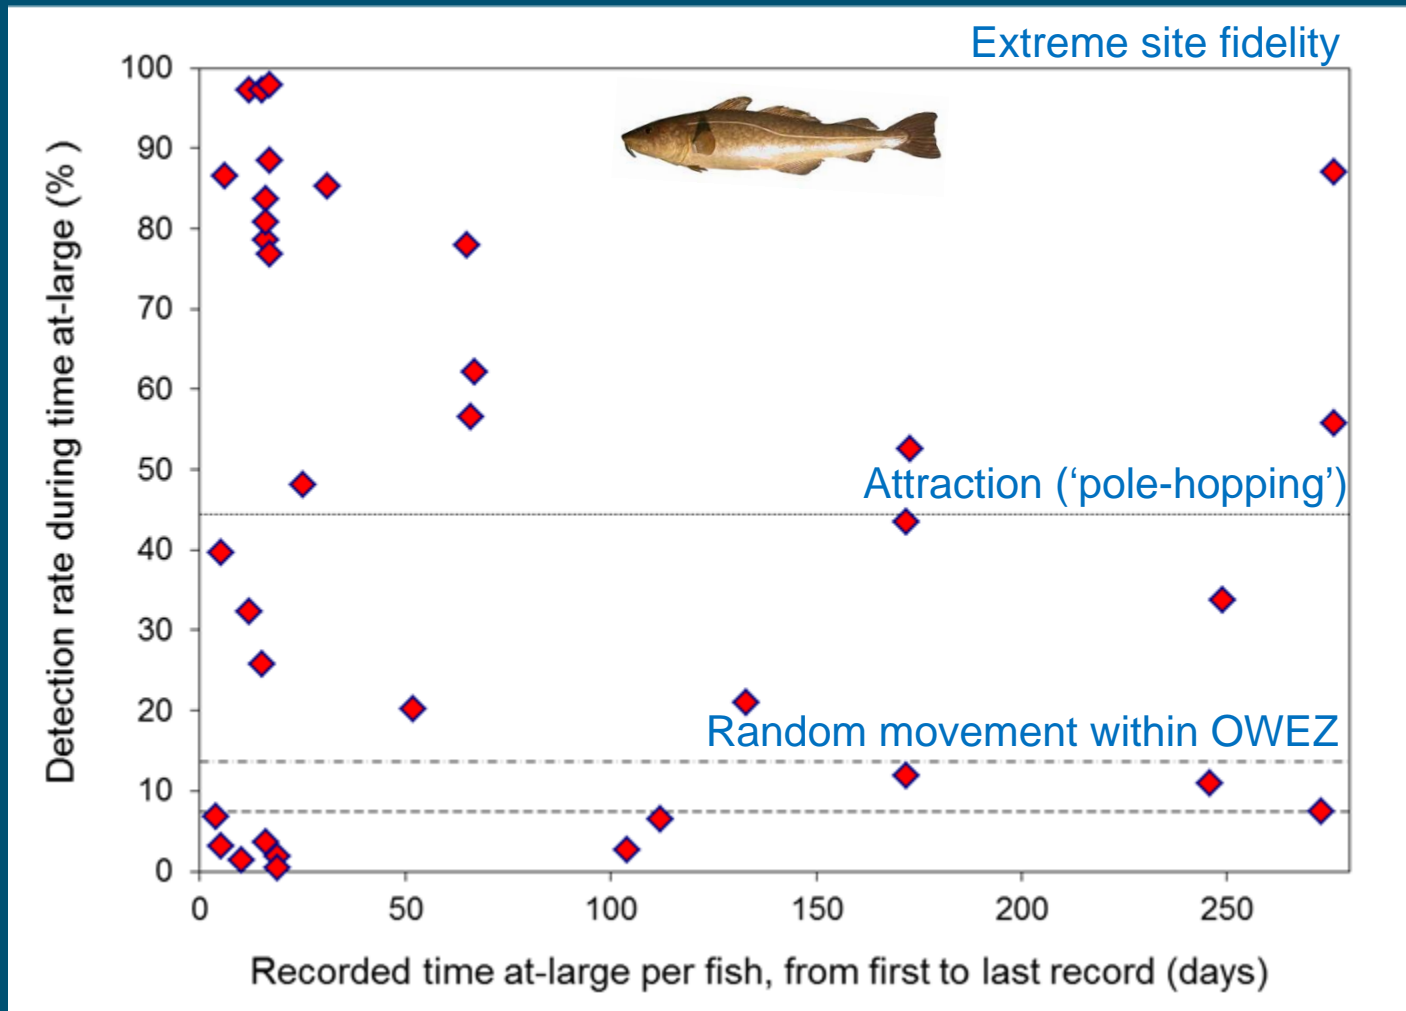 Extreme site fidelity
100
90
80
70
60
50
40
30
20
10
0
Detection rate during time at-large (% )
Attraction (‘pole-hopping’)
Random movement within OWEZ
0 50 100 150 200 250
Recorded time at-large per fish, from first to last record (days)